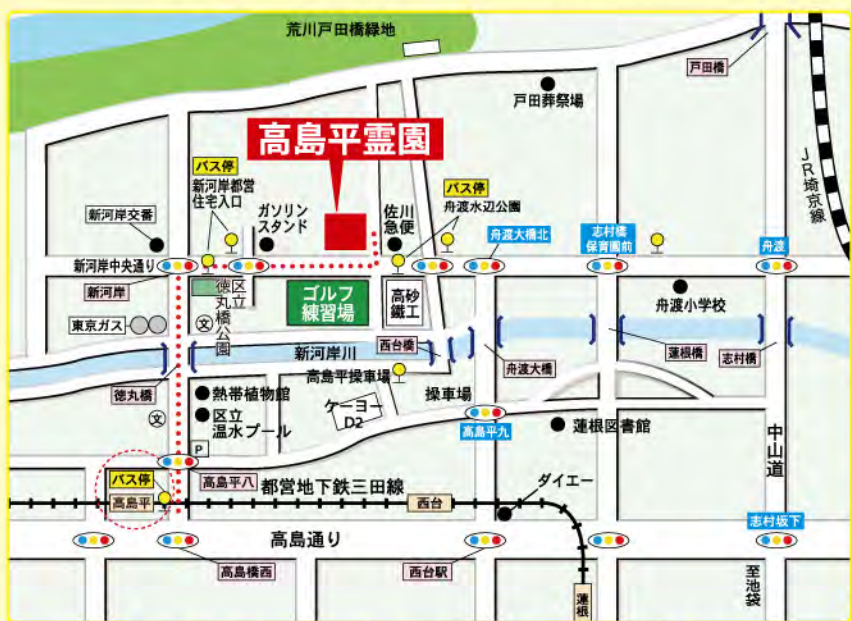 荒川戸田橋緑地
戸田橋
戸田葬祭場
高島平霊園
JR埼京線
バス停
新河岸都営
住宅入口
ガソリン
スタンド
佐川
急便
バス停
舟渡水辺公園
新河岸交番
舟渡大橋北
志村橋
保育園前
舟渡
新河岸中央通り
新河岸
区立
徳丸橋公園
ゴルフ
練習場
高砂
鐵工
舟渡小学校
東京ガス
文
新河岸川
西台橋
舟渡大橋
蓮根橋
志村橋
徳丸橋
高島平操車場
操車場
熱帯植物館
区立
温水プール
ケーヨー
D2
文
高島平九
蓮根図書館
中山道
P
高島平八
バス停
高島平
都営地下鉄三田線
西台
ダイエー
高島通り
志村坂下
高島橋西
西台駅
蓮根
至池袋